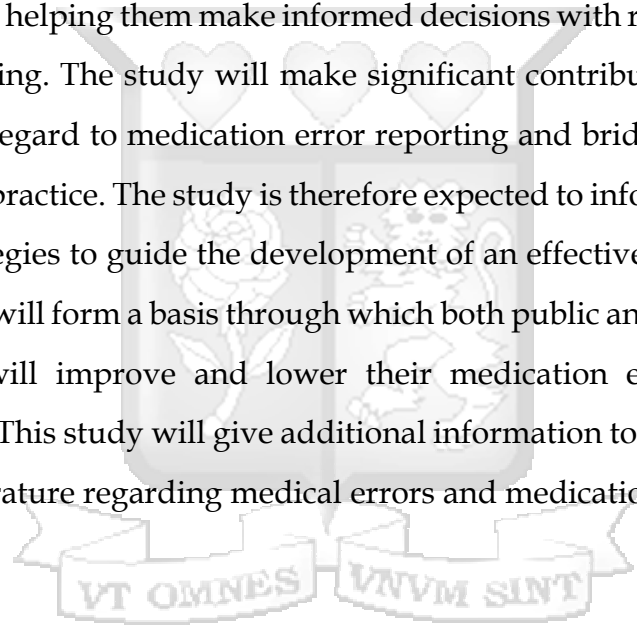 helping them make informed decisions with r
ing. The study will make significant contribu
egard to medication error reporting and brid
practice. The study is therefore expected to info
egies to guide the development of an effective
will form a basis through which both public an
will improve and lower their medication e
This study will give additional information to
rature regarding medical errors and medicatio
VT OMNES VNVM SINT